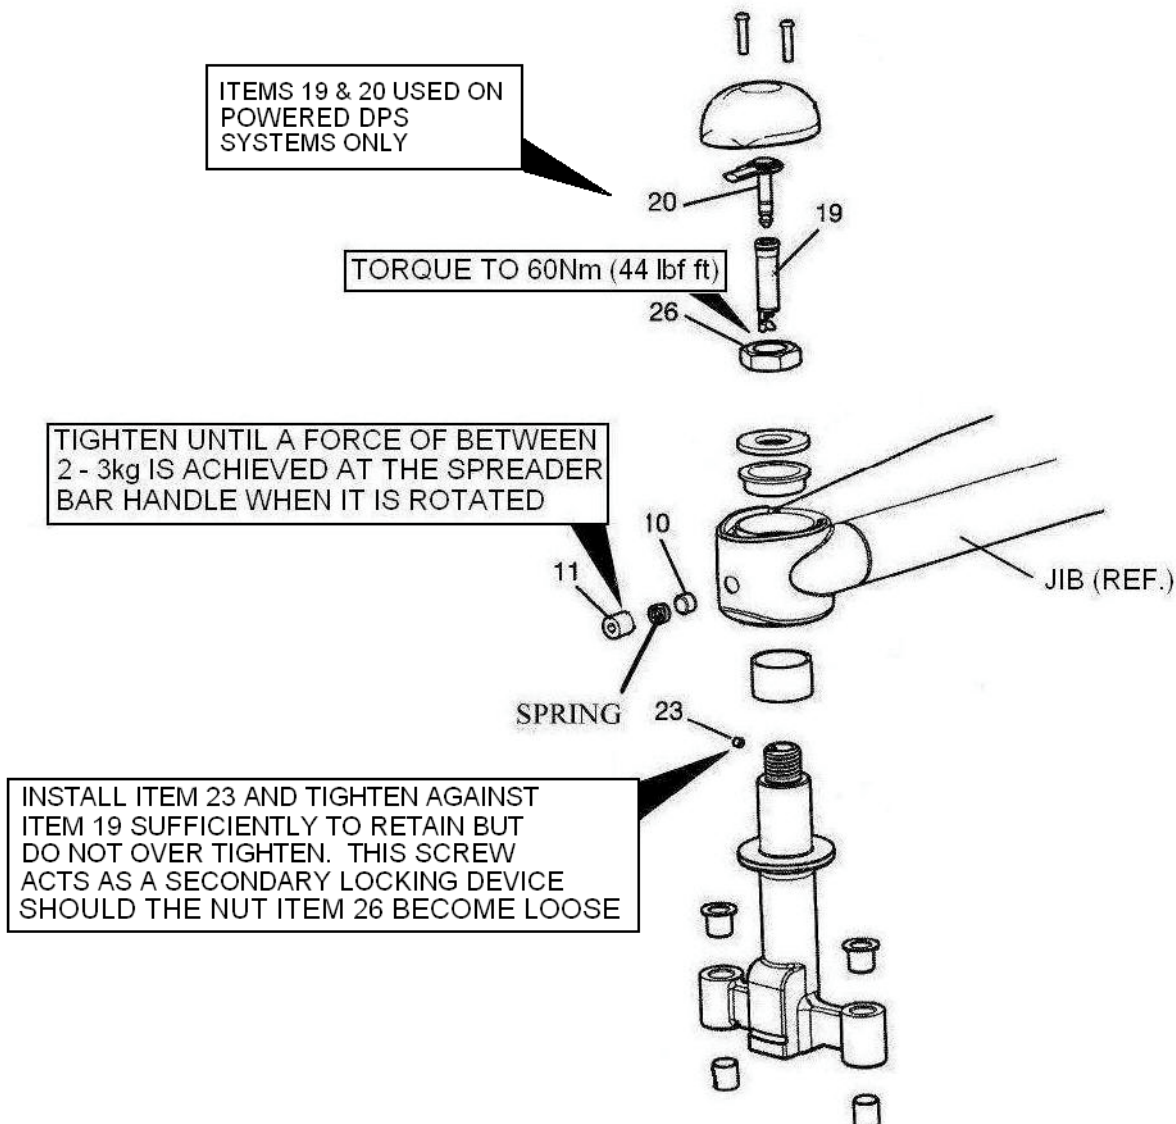 ITEMS 19 & 20 USED ON
POWERED DPS
SYSTEMS ONLY
20
19
TORQUE TO 60Nm (44 lbf ft)
26
TIGHTEN UNTIL A FORCE OF BETWEEN
2 - 3kg IS ACHIEVED AT THE SPREADER
BAR HANDLE WHEN IT IS ROTATED
10
11
JIB (REF.)
SPRING
23
INSTALL ITEM 23 AND TIGHTEN AGAINST
ITEM 19 SUFFICIENTLY TO RETAIN BUT
DO NOT OVER TIGHTEN. THIS SCREW
ACTS AS A SECONDARY LOCKING DEVICE
SHOULD THE NUT ITEM 26 BECOME LOOSE